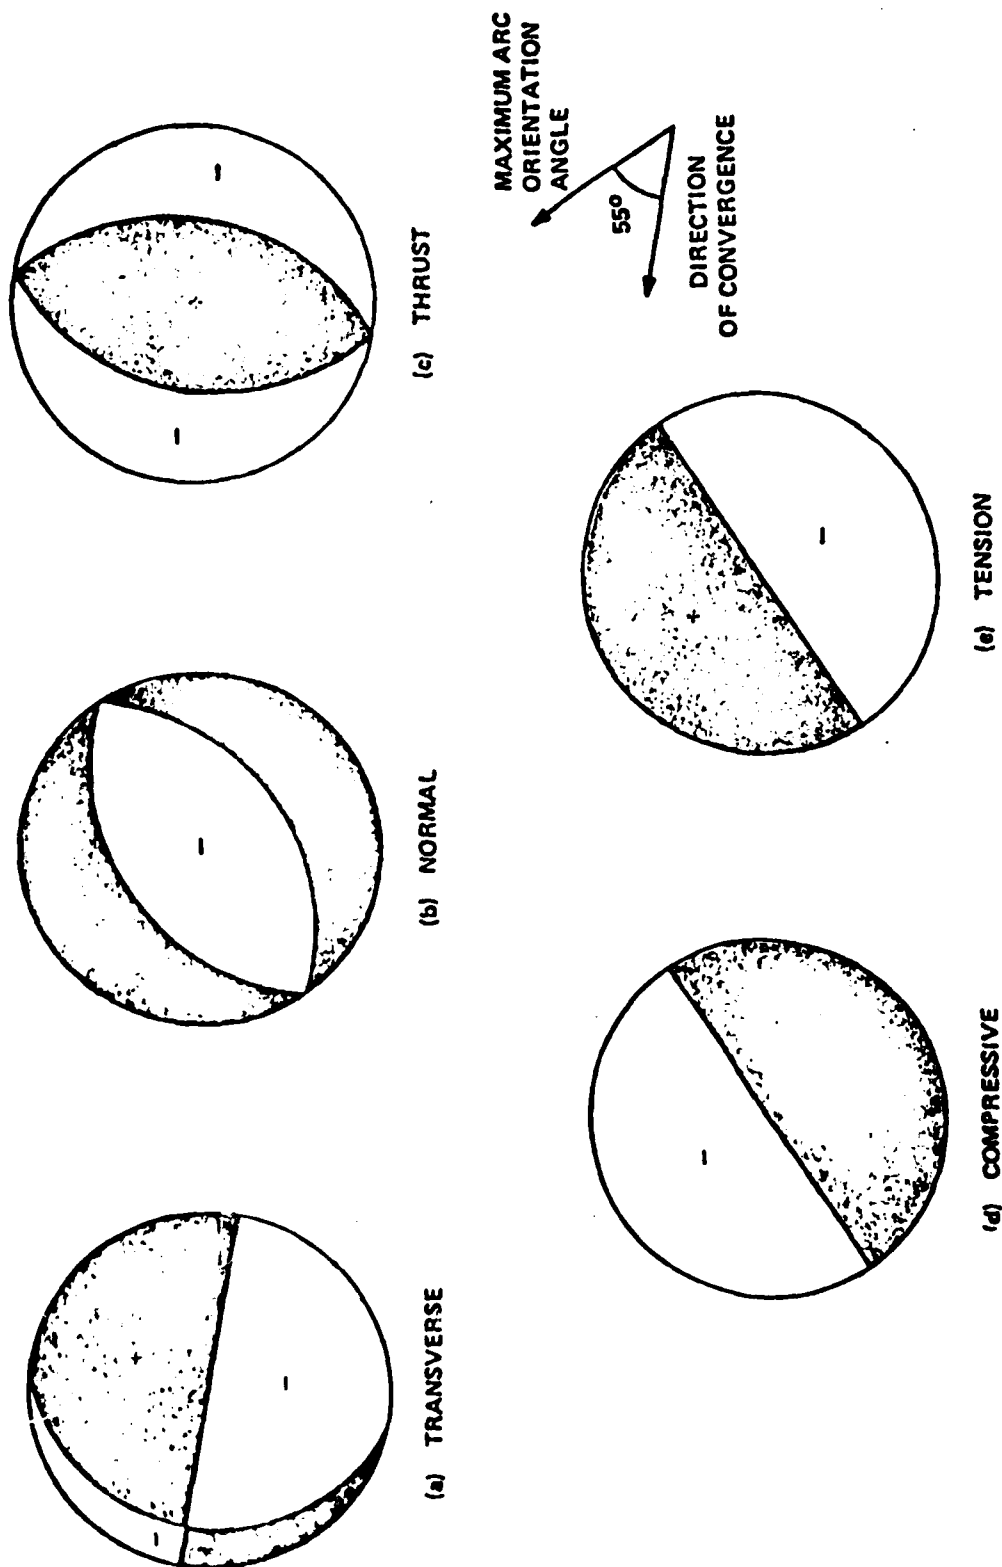 (a) TRANSVERSE
(b) NORMAL
(c) THRUST
(d) COMPRESSIVE
(e) TENSION
MAXIMUM ARC
ORIENTATION
ANGLE
55°
DIRECTION
OF CONVERGENCE
+
−
−
−
+
−
−
−
+
−